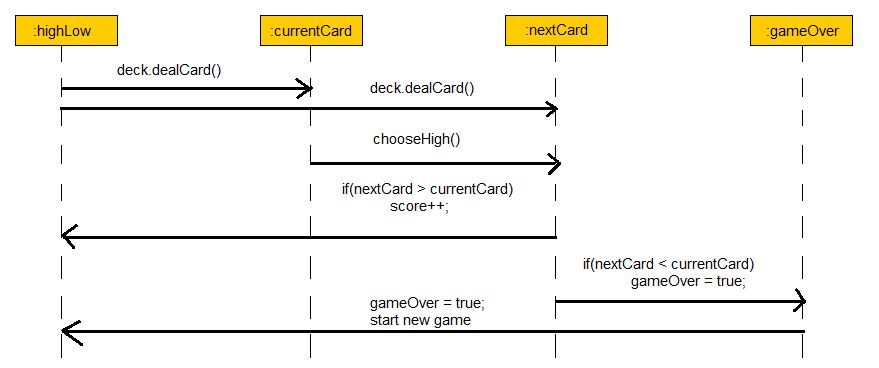 :highLow
:currentCard
:nextCard
:gameOver
deck.dealCard()
deck.dealCard()
chooseHigh()
if(nextCard > currentCard)
score++;
if(nextCard < currentCard)
gameOver = true;
gameOver = true;
start new game